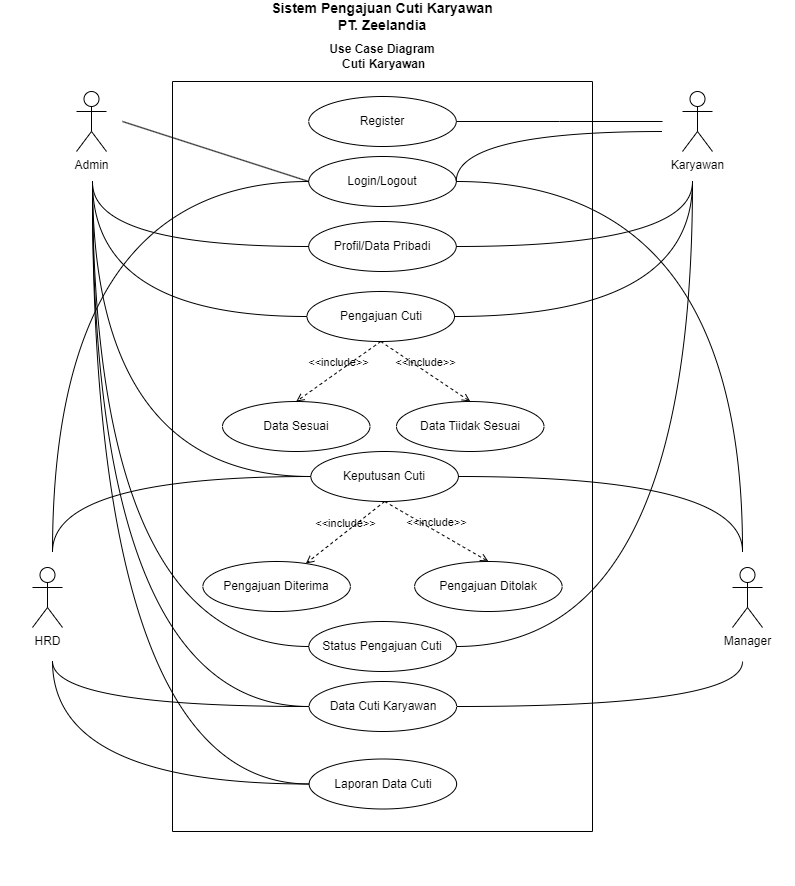 Sistem Pengajuan Cuti Karyawan
PT. Zeelandia
Use Case Diagram
Cuti Karyawan
Register
Admin
Karyawan
Login/Logout
Profil/Data Pribadi
Pengajuan Cuti
<<include>>
<<include>>
Data Sesuai
Data Tiidak Sesuai
Keputusan Cuti
<<include>>
<<include>>
Pengajuan Diterima
Pengajuan Ditolak
HRD
Status Pengajuan Cuti
Manager
Data Cuti Karyawan
Laporan Data Cuti